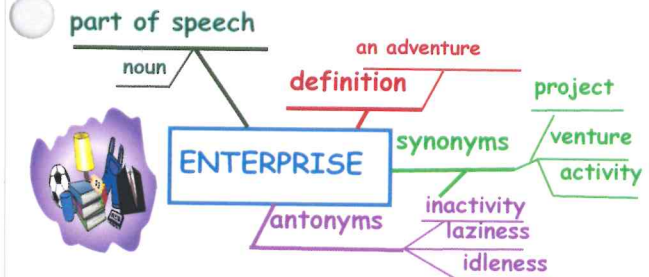 part of speech
noun
an adventure
definition
project
synonyms
venture
activity
ENTERPRISE
antonyms
inactivity
laziness
idleness